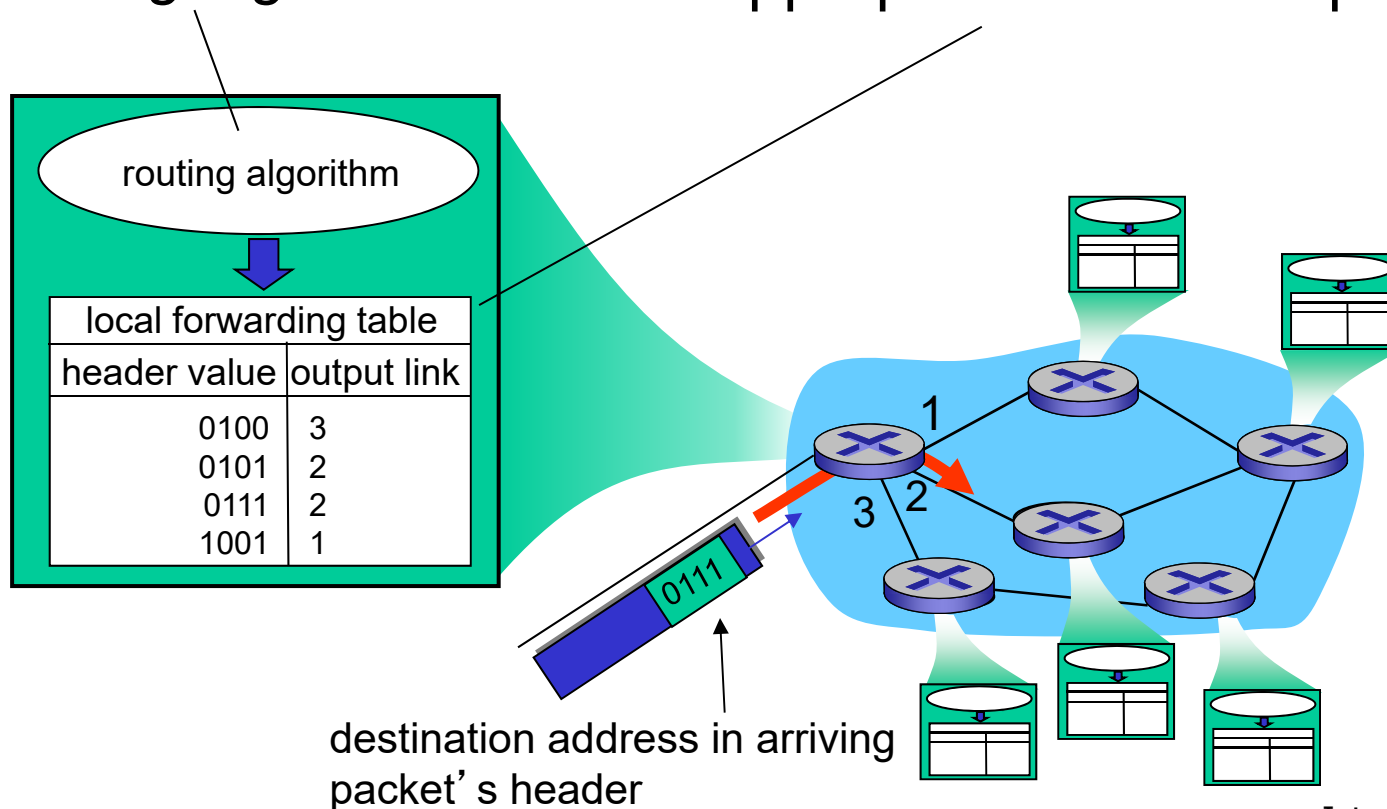 routing algorithm
local forwarding table
header value output link
0100 3
0101 2
0111 2
1001 1
1
2
3
0111
destination address in arriving
packet's header